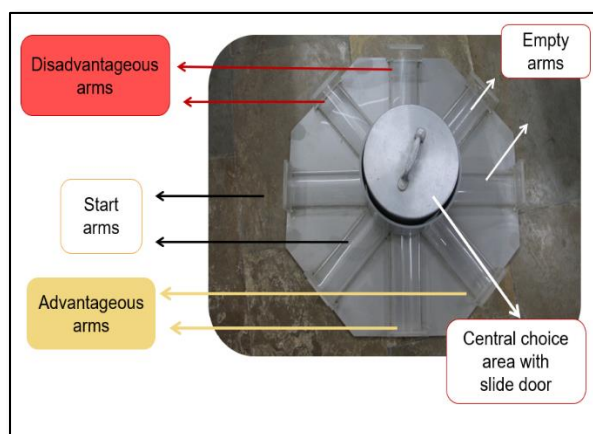 Disadvantageous
arms
Empty
arms
Start
arms
Advantageous
arms
Central choice
area with
slide door